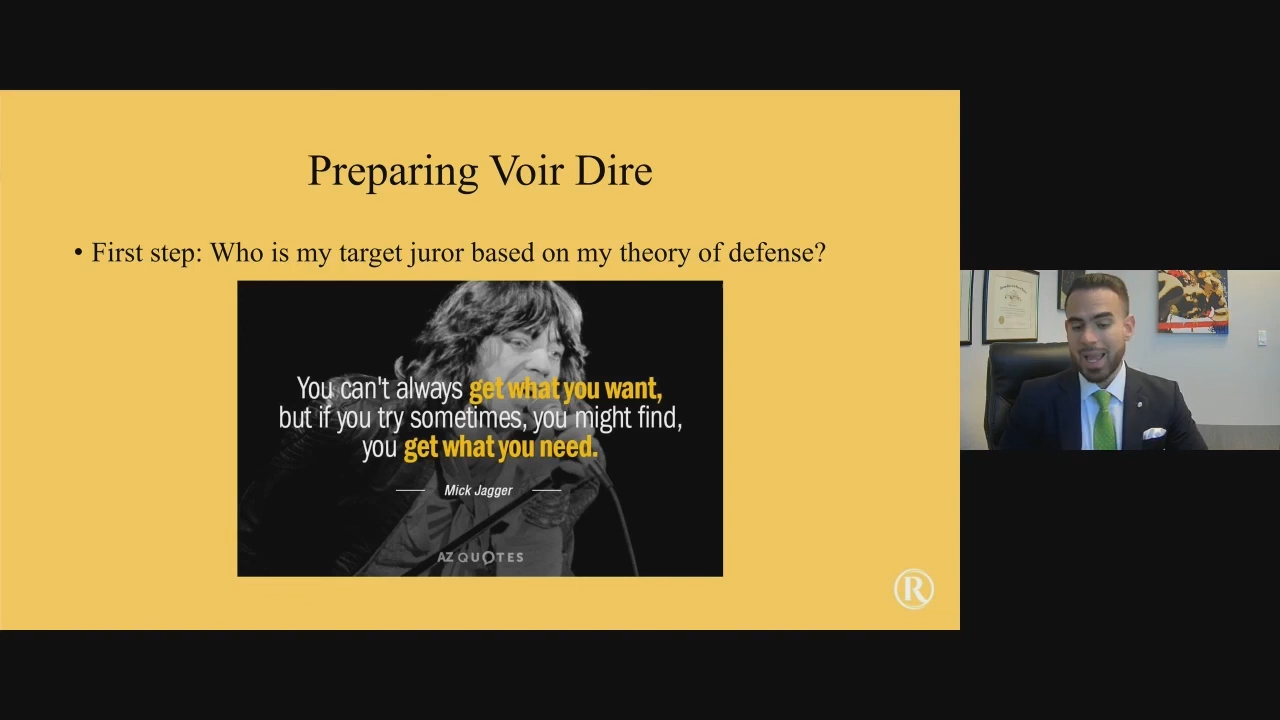 Preparing Voir Dire
• First step: Who is my target juror based on my theory of defense?
You can't always get what you want,
but if you try sometimes, you might find,
you get what you need.
Mick Jagger
AZ QUOTES
R